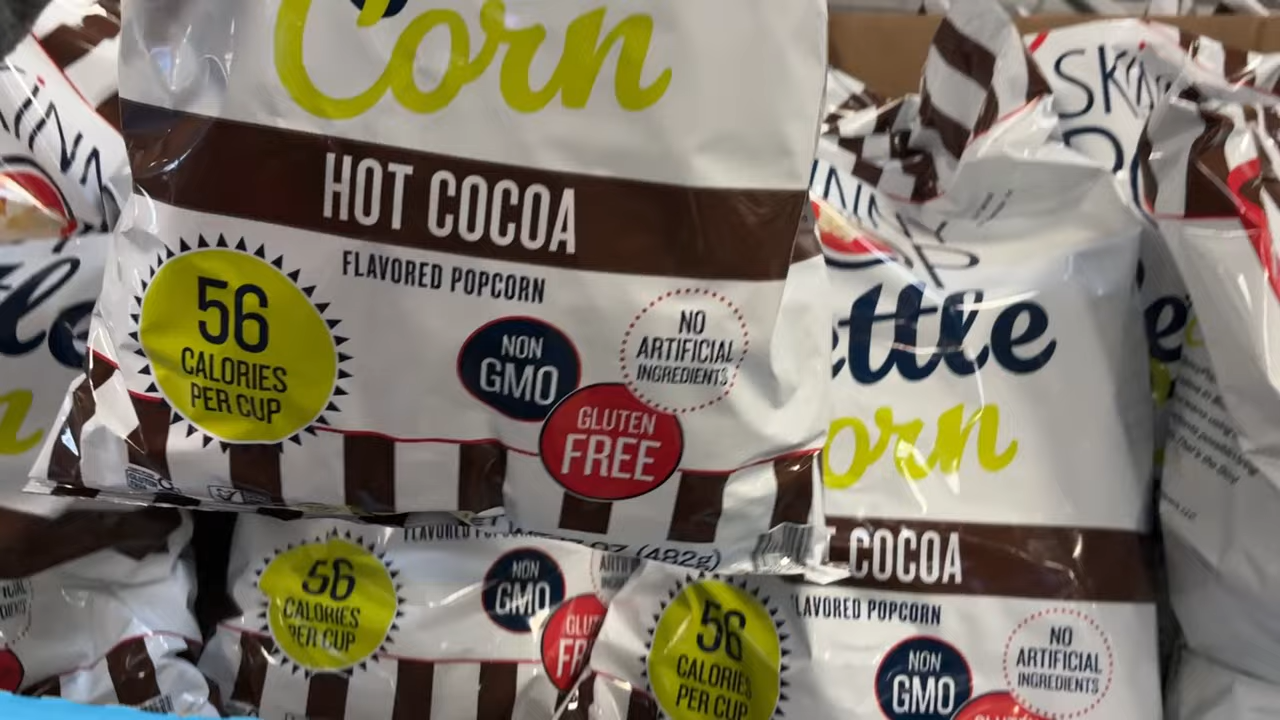 Corn
HOT COCOA
FLAVORED POPCORN
56
CALORIES
PER CUP
NON
GMO
NO
ARTIFICIAL
INGREDIENTS
GLUTEN
FREE
(482g)
FLAVORED
56
CALORIES
PER CUP
NON
GMO
ettle
orn
COCOA
LAVORED POPCORN
56
CALORIES
PER CUP
NON
GMO
NO
ARTIFICIAL
INGREDIENTS